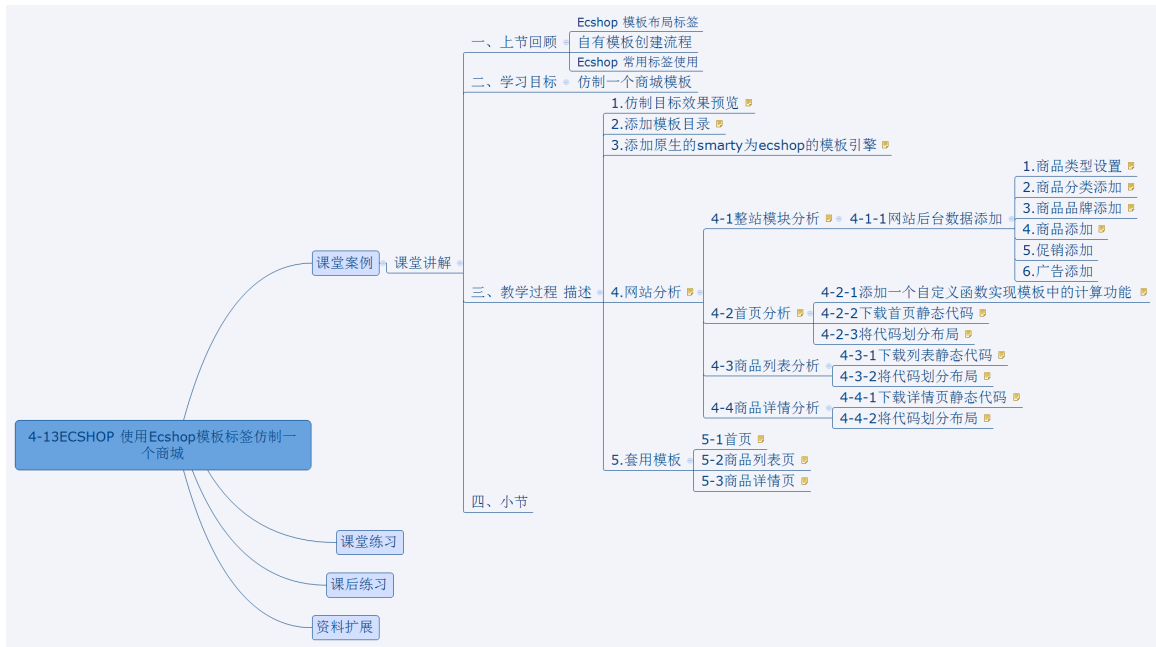 Ecshop 模板布局标签
一、上节回顾
自有模板创建流程
Ecshop 常用标签使用
二、学习目标
仿制一个商城模板
1.仿制目标效果预览
2.添加模板目录
3.添加原生的smarty为ecshop的模板引擎
1.商品类型设置
2.商品分类添加
3.商品品牌添加
4-1整站模块分析
4-1-1网站后台数据添加
4.商品添加
5.促销添加
6.广告添加
课堂案例
课堂讲解
三、教学过程 描述
4.网站分析
4-2-1添加一个自定义函数实现模板中的计算功能
4-2首页分析
4-2-2下载首页静态代码
4-2-3将代码划分布局
4-3商品列表分析
4-3-1下载列表静态代码
4-3-2将代码划分布局
4-4商品详情分析
4-4-1下载详情页静态代码
4-4-2将代码划分布局
4-13ECSHOP 使用Ecshop模板标签仿制一
个商城
5-1首页
5.套用模板
5-2商品列表页
5-3商品详情页
四、小节
课堂练习
课后练习
资料扩展